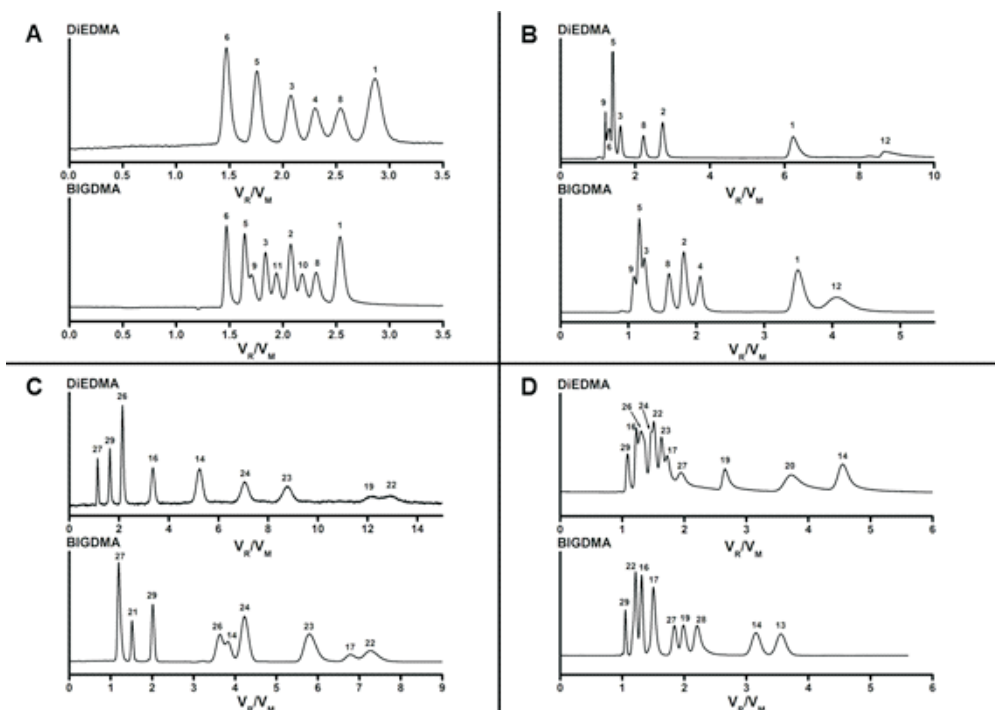 A
DiEDMA
6 5 3 4 8 1
0.0 0.5 1.0 1.5 2.0 2.5 3.0 3.5
VR/VM
BIGDMA
6 5 9 3 11 2 10 8 1
0.0 0.5 1.0 1.5 2.0 2.5 3.0 3.5
VR/VM
B
DiEDMA
9 6 5 3 8 2 1 12
0 2 4 6 8 10
VR/VM
BIGDMA
9 5 3 8 2 4 1 12
0 1 2 3 4 5
VR/VM
C
DiEDMA
27 29 26 16 14 24 23 19 22
0 2 4 6 8 10 12 14
VR/VM
BIGDMA
27 21 29 26 14 24 23 17 22
0 1 2 3 4 5 6 7 8 9
VR/VM
D
DiEDMA
29 16 26 24 22 23 17 27 19 20 14
0 1 2 3 4 5 6
VR/VM
BIGDMA
29 22 16 17 27 19 28 14 13
0 1 2 3 4 5 6
VR/VM